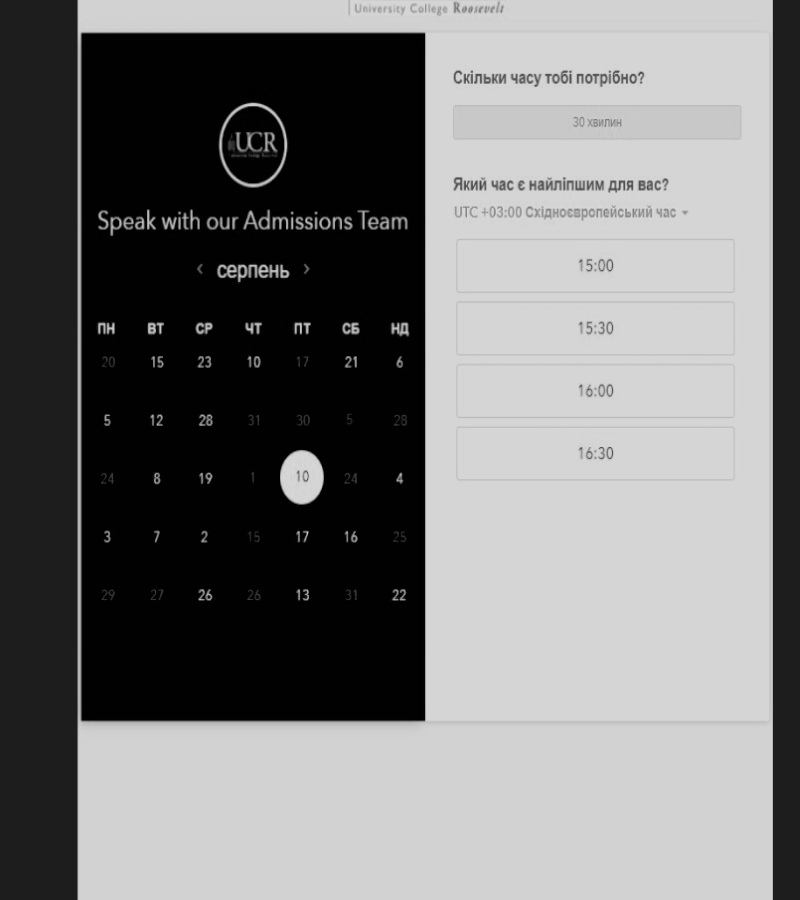 University College Roosevelt
UCR
Speak with our Admissions Team
‹ серпень ›
ПН ВТ СР ЧТ ПТ СБ НД
20 15 23 10 17 21 6
5 12 28 31 30 5 28
24 8 19 1 10 24 4
3 7 2 15 17 16 25
29 27 26 26 13 31 22
Скільки часу тобі потрібно?
30 хвилин
Який час є найліпшим для вас?
UTC +03:00 Східноєвропейський час
15:00
15:30
16:00
16:30